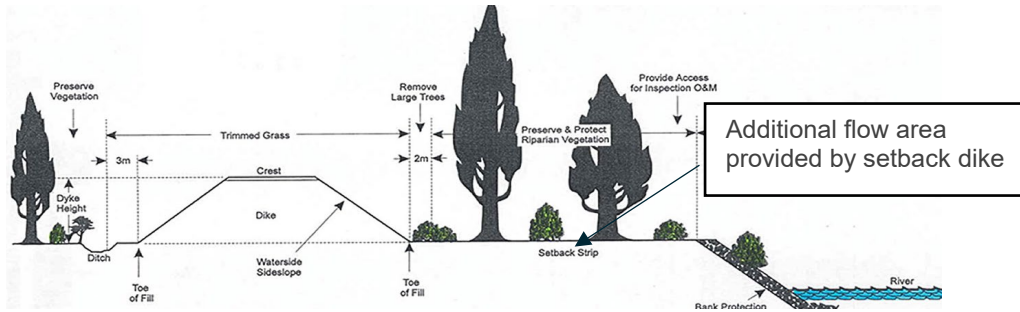 Preserve
Vegetation
Remove
Large Trees
Provide Access
for Inspection O&M
Additional flow area
provided by setback dike
Trimmed Grass
Preserve & Protect
Riparian Vegetation
3m
2m
Crest
Dyke
Height
Dike
Ditch
Waterside
Sideslope
Setback Strip
Toe
of Fill
Toe
of Fill
River
Bank Protection